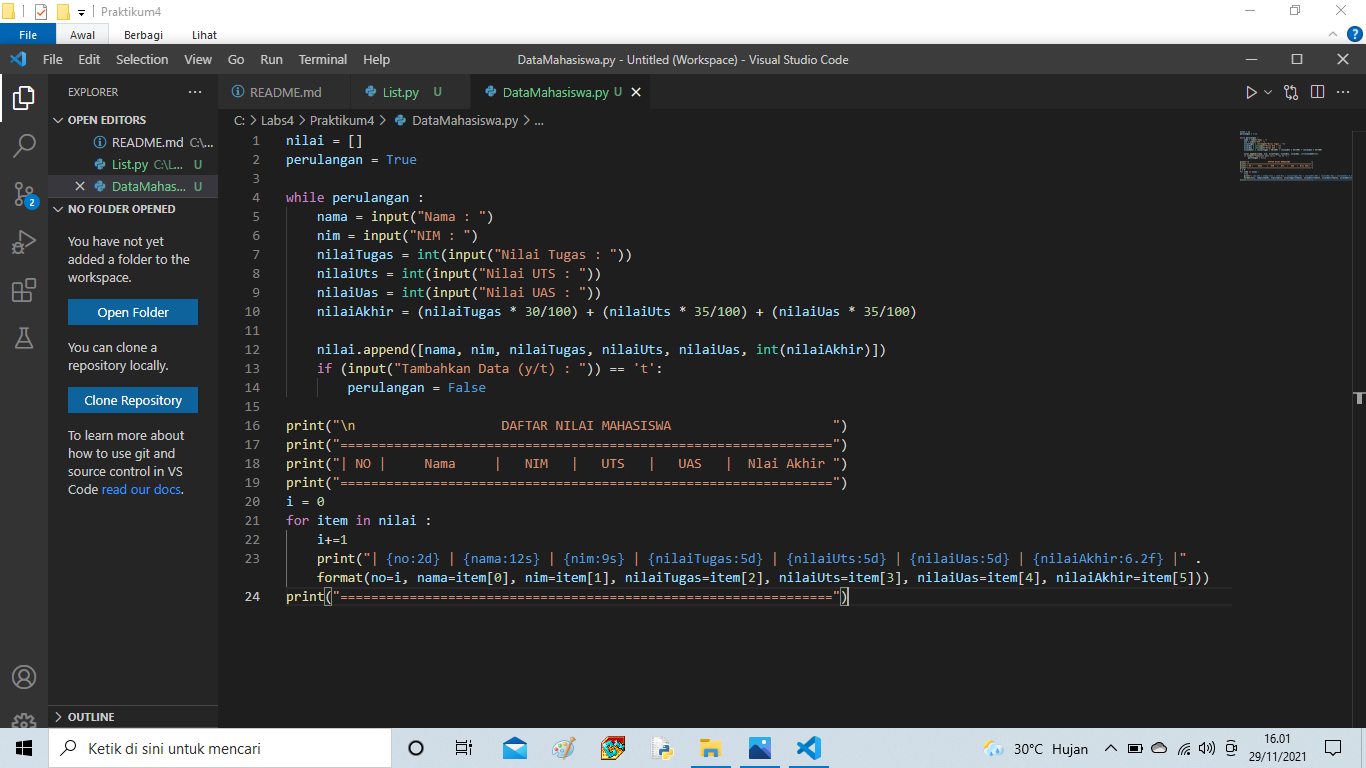 Praktikum4
File Awal Berbagi Lihat
File Edit Selection View Go Run Terminal Help DataMahasiswa.py - Untitled (Workspace) - Visual Studio Code
EXPLORER
OPEN EDITORS
README.md C:\...
List.py C:\L... U
DataMahas... U
2
NO FOLDER OPENED
You have not yet
added a folder to the
workspace.
Open Folder
You can clone a
repository locally.
Clone Repository
To learn more about
how to use git and
source control in VS
Code read our docs.
OUTLINE
README.md List.py U DataMahasiswa.py U
C: > Labs4 > Praktikum4 > DataMahasiswa.py > ...
1 nilai = []
2 perulangan = True
3
4 while perulangan :
5     nama = input("Nama : ")
6     nim = input("NIM : ")
7     nilaiTugas = int(input("Nilai Tugas : "))
8     nilaiUts = int(input("Nilai UTS : "))
9     nilaiUas = int(input("Nilai UAS : "))
10     nilaiAkhir = (nilaiTugas * 30/100) + (nilaiUts * 35/100) + (nilaiUas * 35/100)
11
12     nilai.append([nama, nim, nilaiTugas, nilaiUts, nilaiUas, int(nilaiAkhir)])
13     if (input("Tambahkan Data (y/t) : ")) == 't':
14         perulangan = False
15
16 print("\n                   DAFTAR NILAI MAHASISWA                     ")
17 print("================================================================")
18 print("| NO |     Nama     |   NIM   |   UTS   |   UAS   |  Nlai Akhir ")
19 print("================================================================")
20 i = 0
21 for item in nilai :
22     i+=1
23     print("| {no:2d} | {nama:12s} | {nim:9s} | {nilaiTugas:5d} | {nilaiUts:5d} | {nilaiUas:5d} | {nilaiAkhir:6.2f} |" .
    format(no=i, nama=item[0], nim=item[1], nilaiTugas=item[2], nilaiUts=item[3], nilaiUas=item[4], nilaiAkhir=item[5]))
24 print("================================================================")
Ketik di sini untuk mencari
30°C Hujan
16.01
29/11/2021